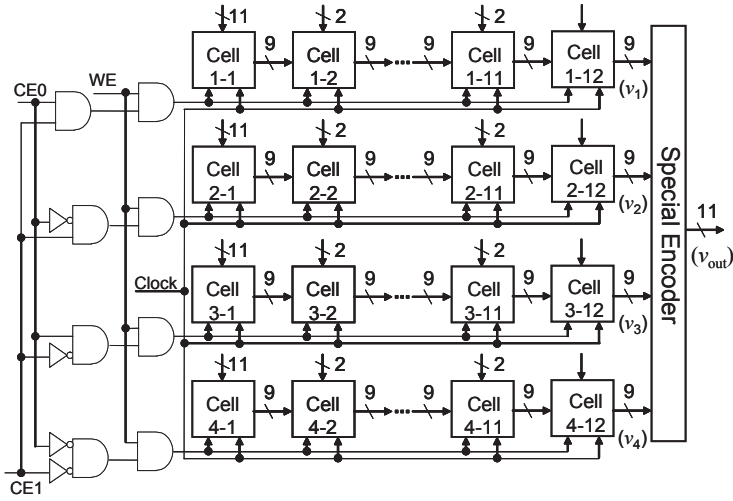 11 2 2
Cell 1-1 9 Cell 1-2 9 ... 9 Cell 1-11 9 Cell 1-12 9 (v1)
CE0 WE
11 2 2
Cell 2-1 9 Cell 2-2 9 ... 9 Cell 2-11 9 Cell 2-12 9 (v2)
Special Encoder
11
(vout)
Clock
11 2 2
Cell 3-1 9 Cell 3-2 9 ... 9 Cell 3-11 9 Cell 3-12 9 (v3)
11 2 2
Cell 4-1 9 Cell 4-2 9 ... 9 Cell 4-11 9 Cell 4-12 9 (v4)
CE1